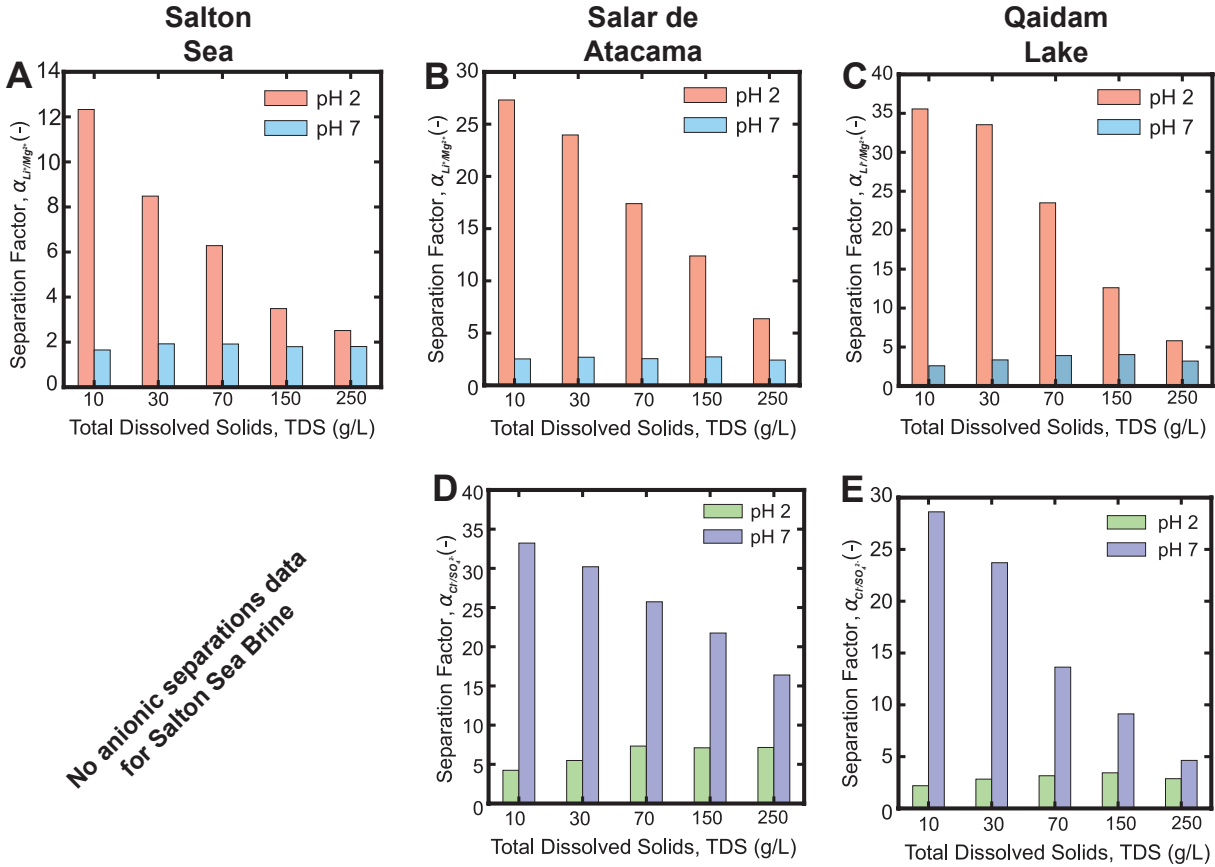 Salton
Sea
Salar de
Atacama
Qaidam
Lake
A
14
12
10
8
6
4
2
0
10
30
70
150
250
pH 2
pH 7
Separation Factor, αLi⁺/Mg²⁺(-)
Total Dissolved Solids, TDS (g/L)
B
30
25
20
15
10
5
0
10
30
70
150
250
pH 2
pH 7
Separation Factor, αLi⁺/Mg²⁺(-)
Total Dissolved Solids, TDS (g/L)
C
40
35
30
25
20
15
10
5
0
10
30
70
150
250
pH 2
pH 7
Separation Factor, αLi⁺/Mg²⁺(-)
Total Dissolved Solids, TDS (g/L)
No anionic separations data
for Salton Sea Brine
D
40
35
30
25
20
15
10
5
0
10
30
70
150
250
pH 2
pH 7
Separation Factor, αCl⁻/SO₄²⁻(-)
Total Dissolved Solids, TDS (g/L)
E
30
25
20
15
10
5
0
10
30
70
150
250
pH 2
pH 7
Separation Factor, αCl⁻/SO₄²⁻(-)
Total Dissolved Solids, TDS (g/L)